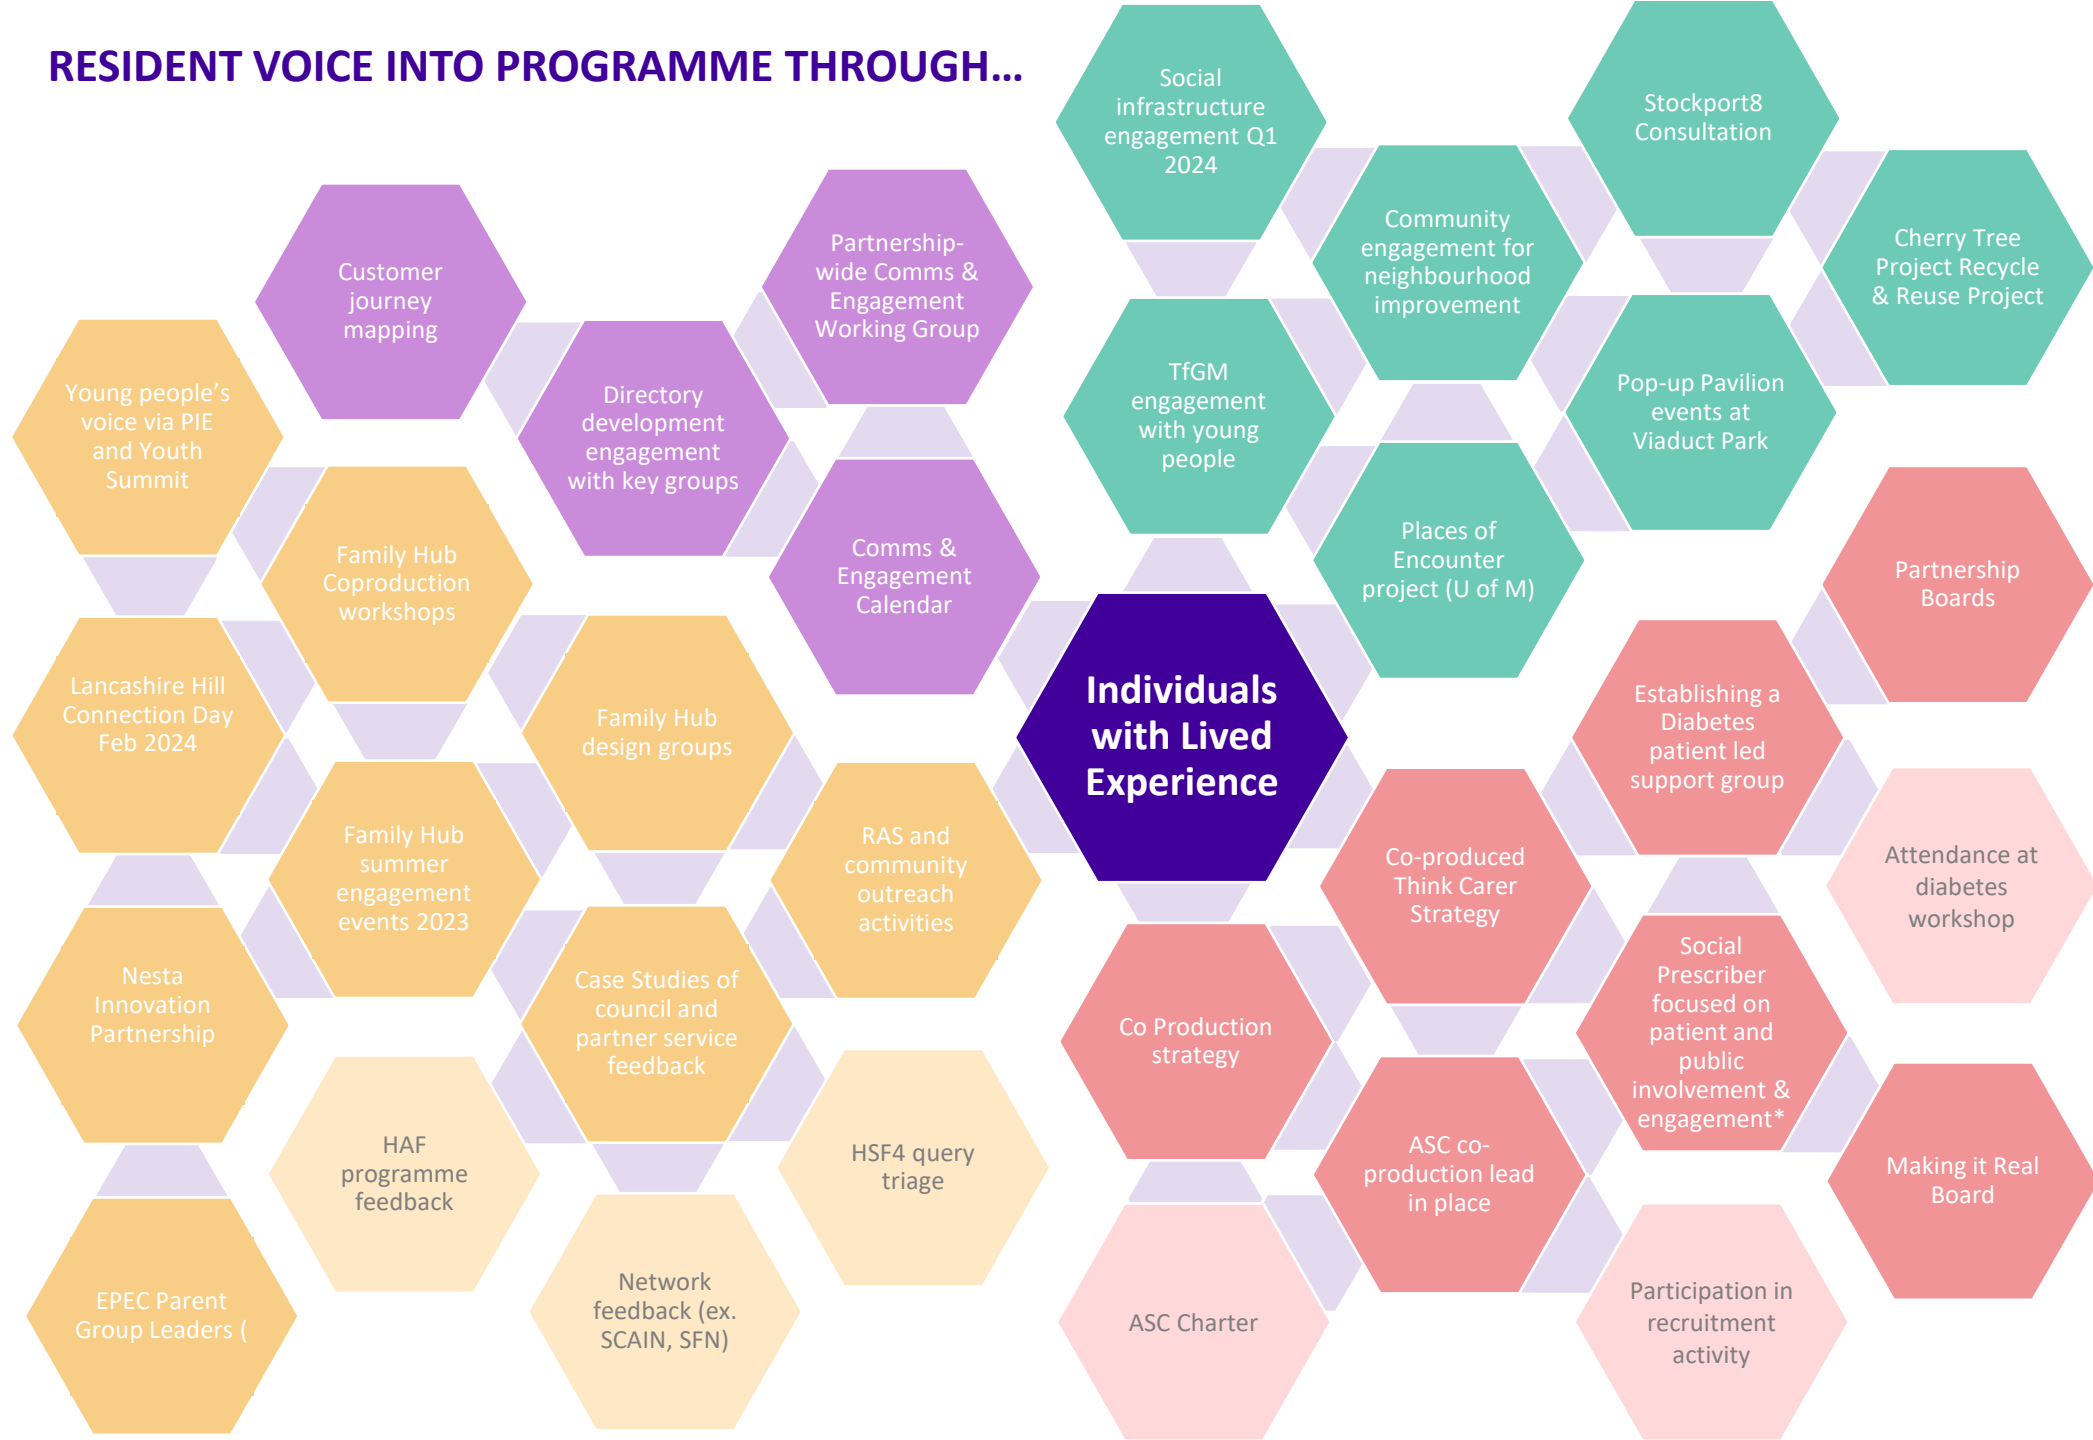 RESIDENT VOICE INTO PROGRAMME THROUGH...
Social
infrastructure
engagement Q1
2024
Stockport8
Consultation
Community
engagement for
neighbourhood
improvement
Cherry Tree
Project Recycle
& Reuse Project
TfGM
engagement
with young
people
Pop-up Pavilion
events at
Viaduct Park
Places of
Encounter
project (U of M)
Customer
journey
mapping
Partnership-
wide Comms &
Engagement
Working Group
Directory
development
engagement
with key groups
Comms &
Engagement
Calendar
Young people’s
voice via PIE
and Youth
Summit
Family Hub
Coproduction
workshops
Lancashire Hill
Connection Day
Feb 2024
Family Hub
design groups
Family Hub
summer
engagement
events 2023
RAS and
community
outreach
activities
Nesta
Innovation
Partnership
Case Studies of
council and
partner service
feedback
HAF
programme
feedback
HSF4 query
triage
EPEC Parent
Group Leaders (
Network
feedback (ex.
SCAIN, SFN)
Individuals
with Lived
Experience
Partnership
Boards
Establishing a
Diabetes
patient led
support group
Co-produced
Think Carer
Strategy
Attendance at
diabetes
workshop
Social
Prescriber
focused on
patient and
public
involvement &
engagement*
Co Production
strategy
ASC co-
production lead
in place
Making it Real
Board
ASC Charter
Participation in
recruitment
activity